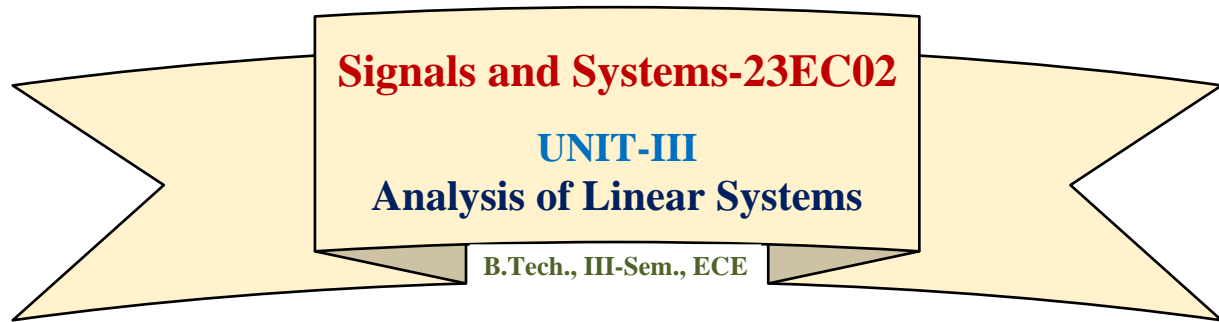 Signals and Systems-23EC02
UNIT-III
Analysis of Linear Systems
B.Tech., III-Sem., ECE